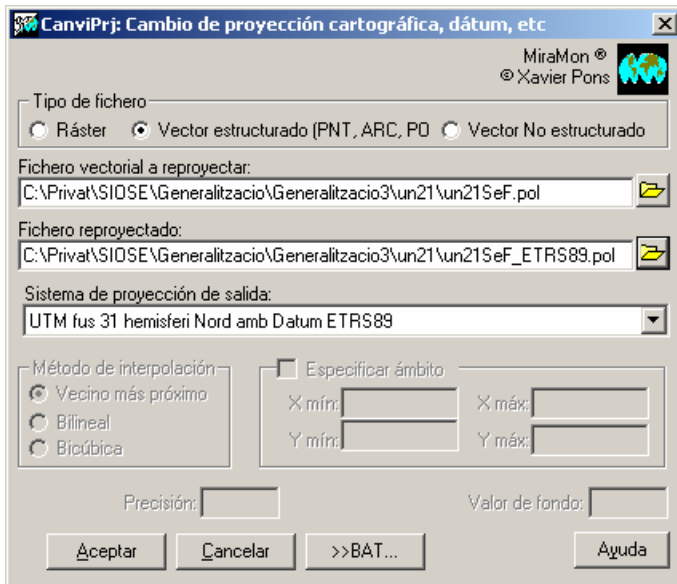 CanviPrj: Cambio de proyección cartográfica, dátum, etc
MiraMon ®
© Xavier Pons
Tipo de fichero
Ráster Vector estructurado (PNT, ARC, PO Vector No estructurado
Fichero vectorial a reproyectar:
C:\Privat\SIOSE\Generalitzacio\Generalitzacio3\un21\un21SeF.pol
Fichero reproyectado:
C:\Privat\SIOSE\Generalitzacio\Generalitzacio3\un21\un21SeF_ETRS89.pol
Sistema de proyección de salida:
UTM fus 31 hemisferi Nord amb Datum ETRS89
Método de interpolación
Vecino más próximo
Bilineal
Bicúbica
Especificar ámbito
X mín: X máx:
Y mín: Y máx:
Precisión: Valor de fondo:
Aceptar Cancelar >>BAT... Ayuda